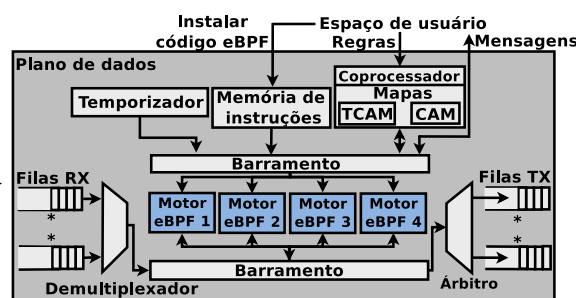 Instalar
código eBPF
Espaço de usuário
Regras
Mensagens
Plano de dados
Temporizador
Memória de
instruções
Coprocessador
Mapas
TCAM
CAM
Barramento
Filas RX
Filas TX
*
*
Motor
eBPF 1
Motor
eBPF 2
Motor
eBPF 3
Motor
eBPF 4
*
*
Barramento
Demultiplexador
Árbitro